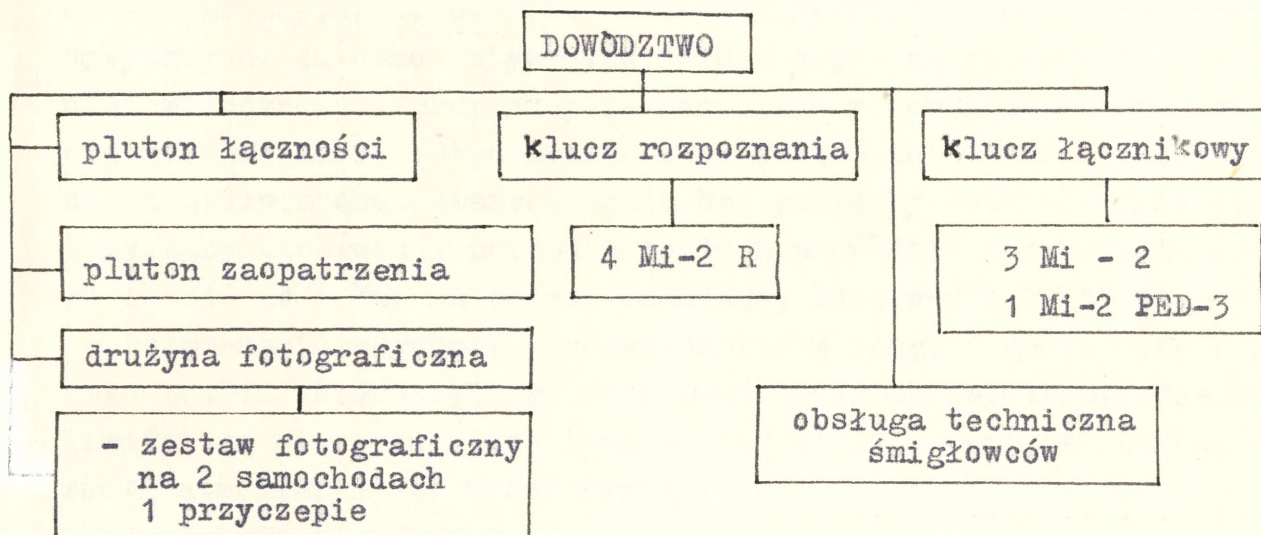 DOWÓDZTWO
pluton łączności
klucz rozpoznania
klucz łącznikowy
pluton zaopatrzenia
4 Mi-2 R
3 Mi - 2
1 Mi-2 PED-3
drużyna fotograficzna
- zestaw fotograficzny
na 2 samochodach
1 przyczepie
obsługa techniczna
śmigłowców